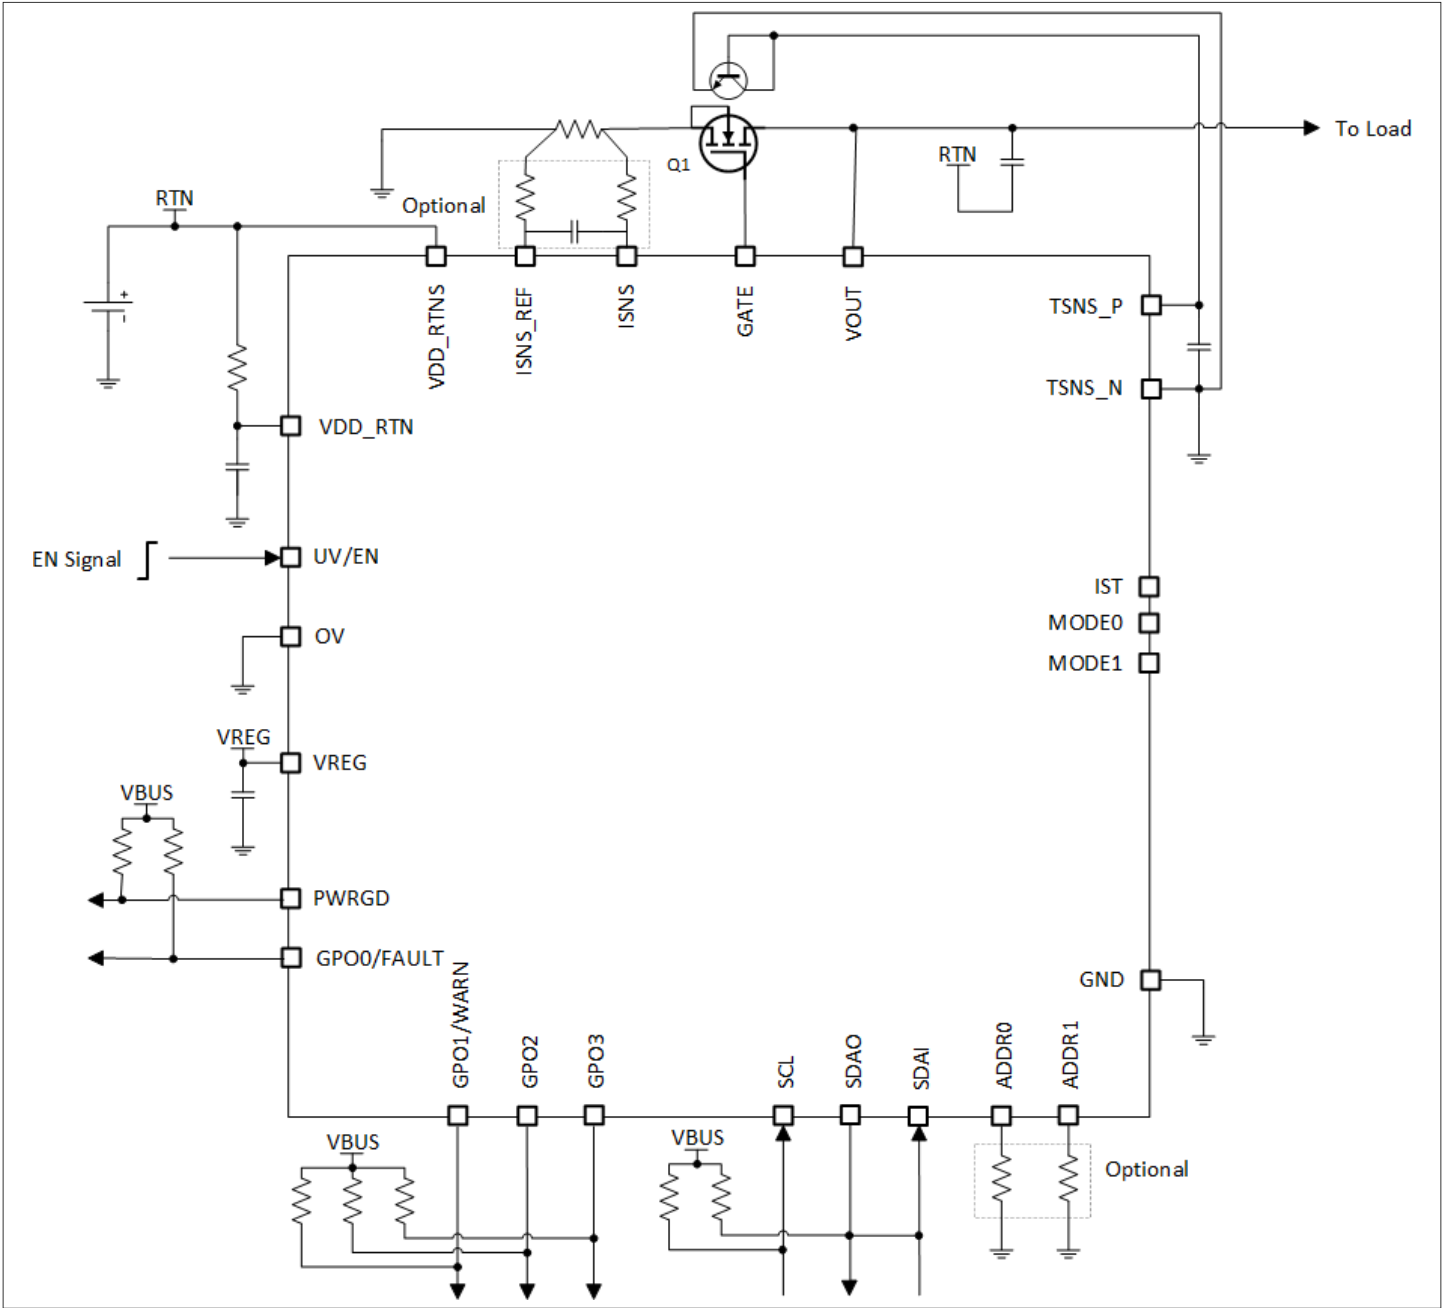 To Load
RTN
Q1
RTN
Optional
+
-
VDD_RTNS
ISNS_REF
ISNS
GATE
VOUT
TSNS_P
TSNS_N
VDD_RTN
EN Signal
UV/EN
IST
MODE0
OV
MODE1
VREG
VREG
VBUS
PWRGD
GPO0/FAULT
GND
GPO1/WARN
GPO2
GPO3
SCL
SDAO
SDAI
ADDR0
ADDR1
VBUS
VBUS
Optional